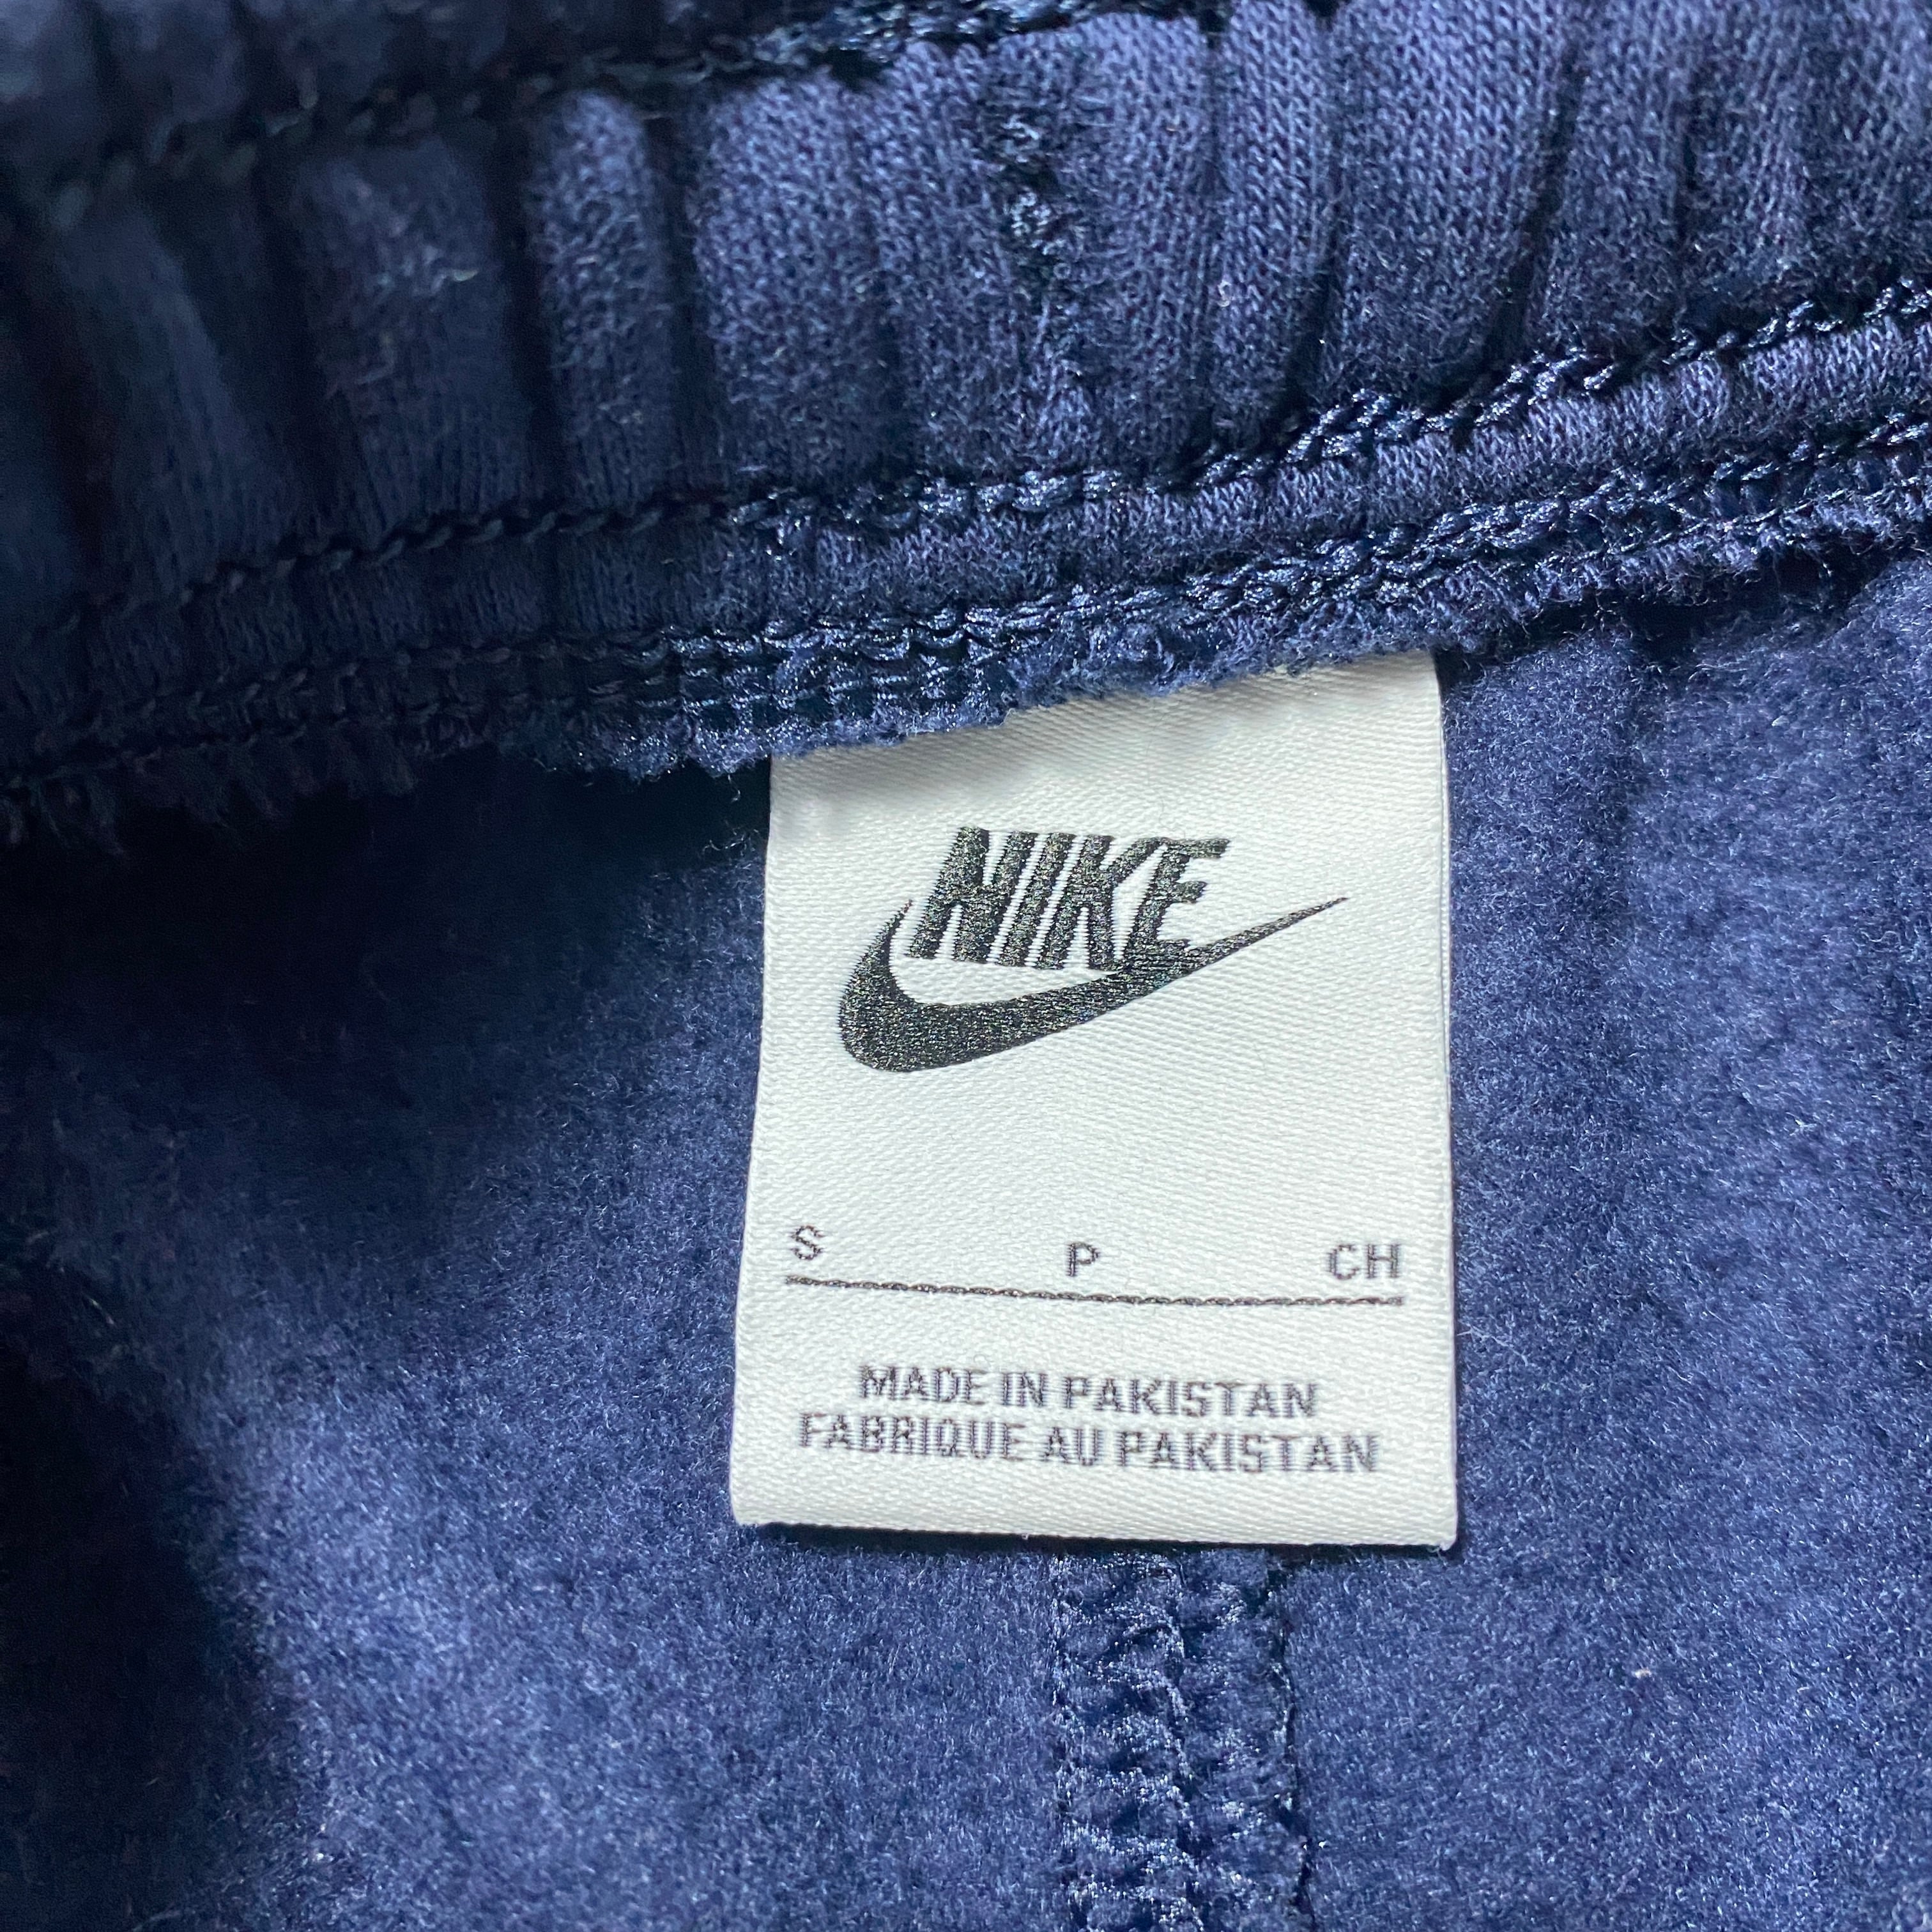 NIKE
S P CH
MADE IN PAKISTAN
FABRIQUE AU PAKISTAN